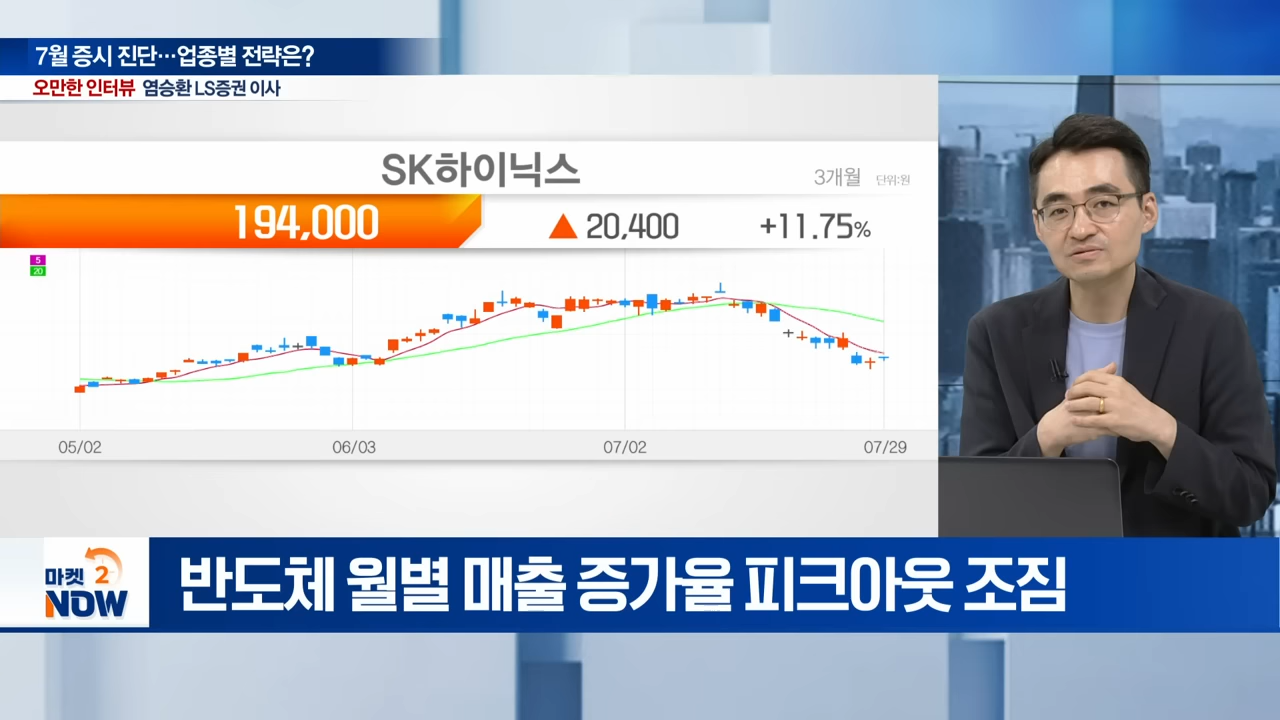 7월 증시 진단…업종별 전략은?
오만한 인터뷰 염승환 LS증권 이사
SK하이닉스
3개월 단위:원
194,000 ▲ 20,400 +11.75%
5
20
05/02 06/03 07/02 07/29
마켓 2
NOW
반도체 월별 매출 증가율 피크아웃 조짐